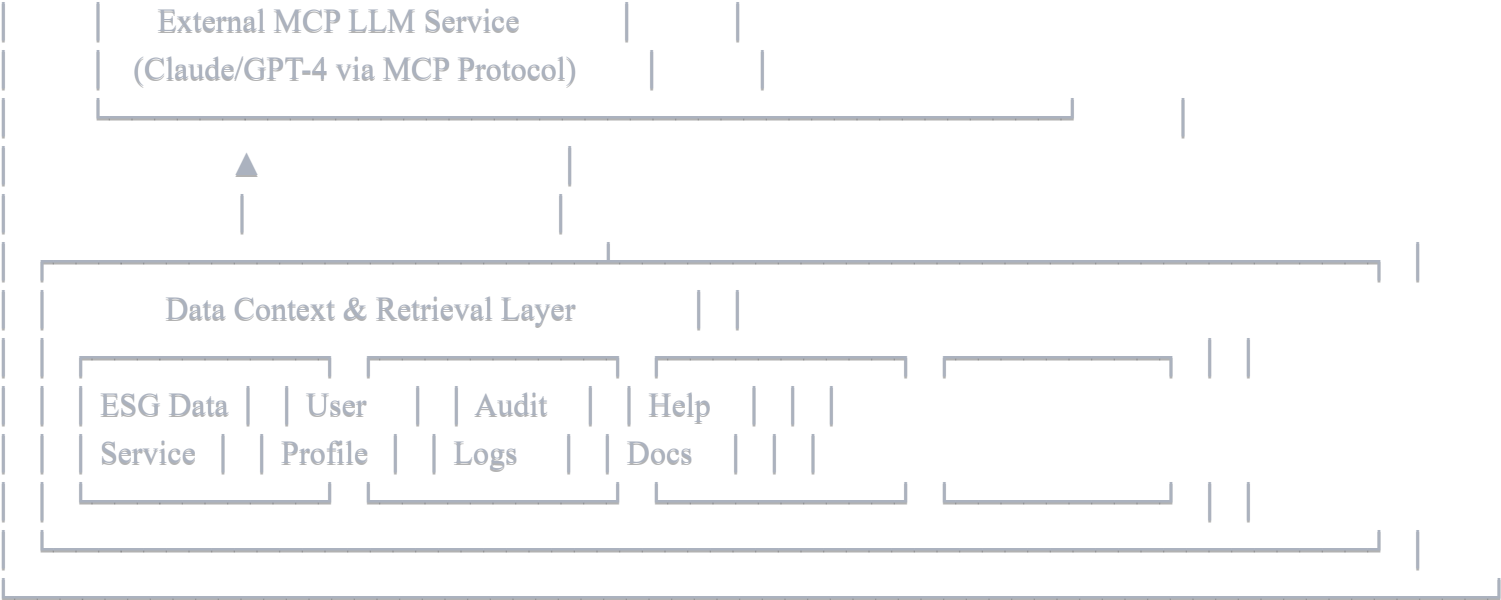 External MCP LLM Service
(Claude/GPT-4 via MCP Protocol)
▲
Data Context & Retrieval Layer
ESG Data │ │ User │ │ Audit │ │ Help
Service │ │ Profile │ │ Logs │ │ Docs